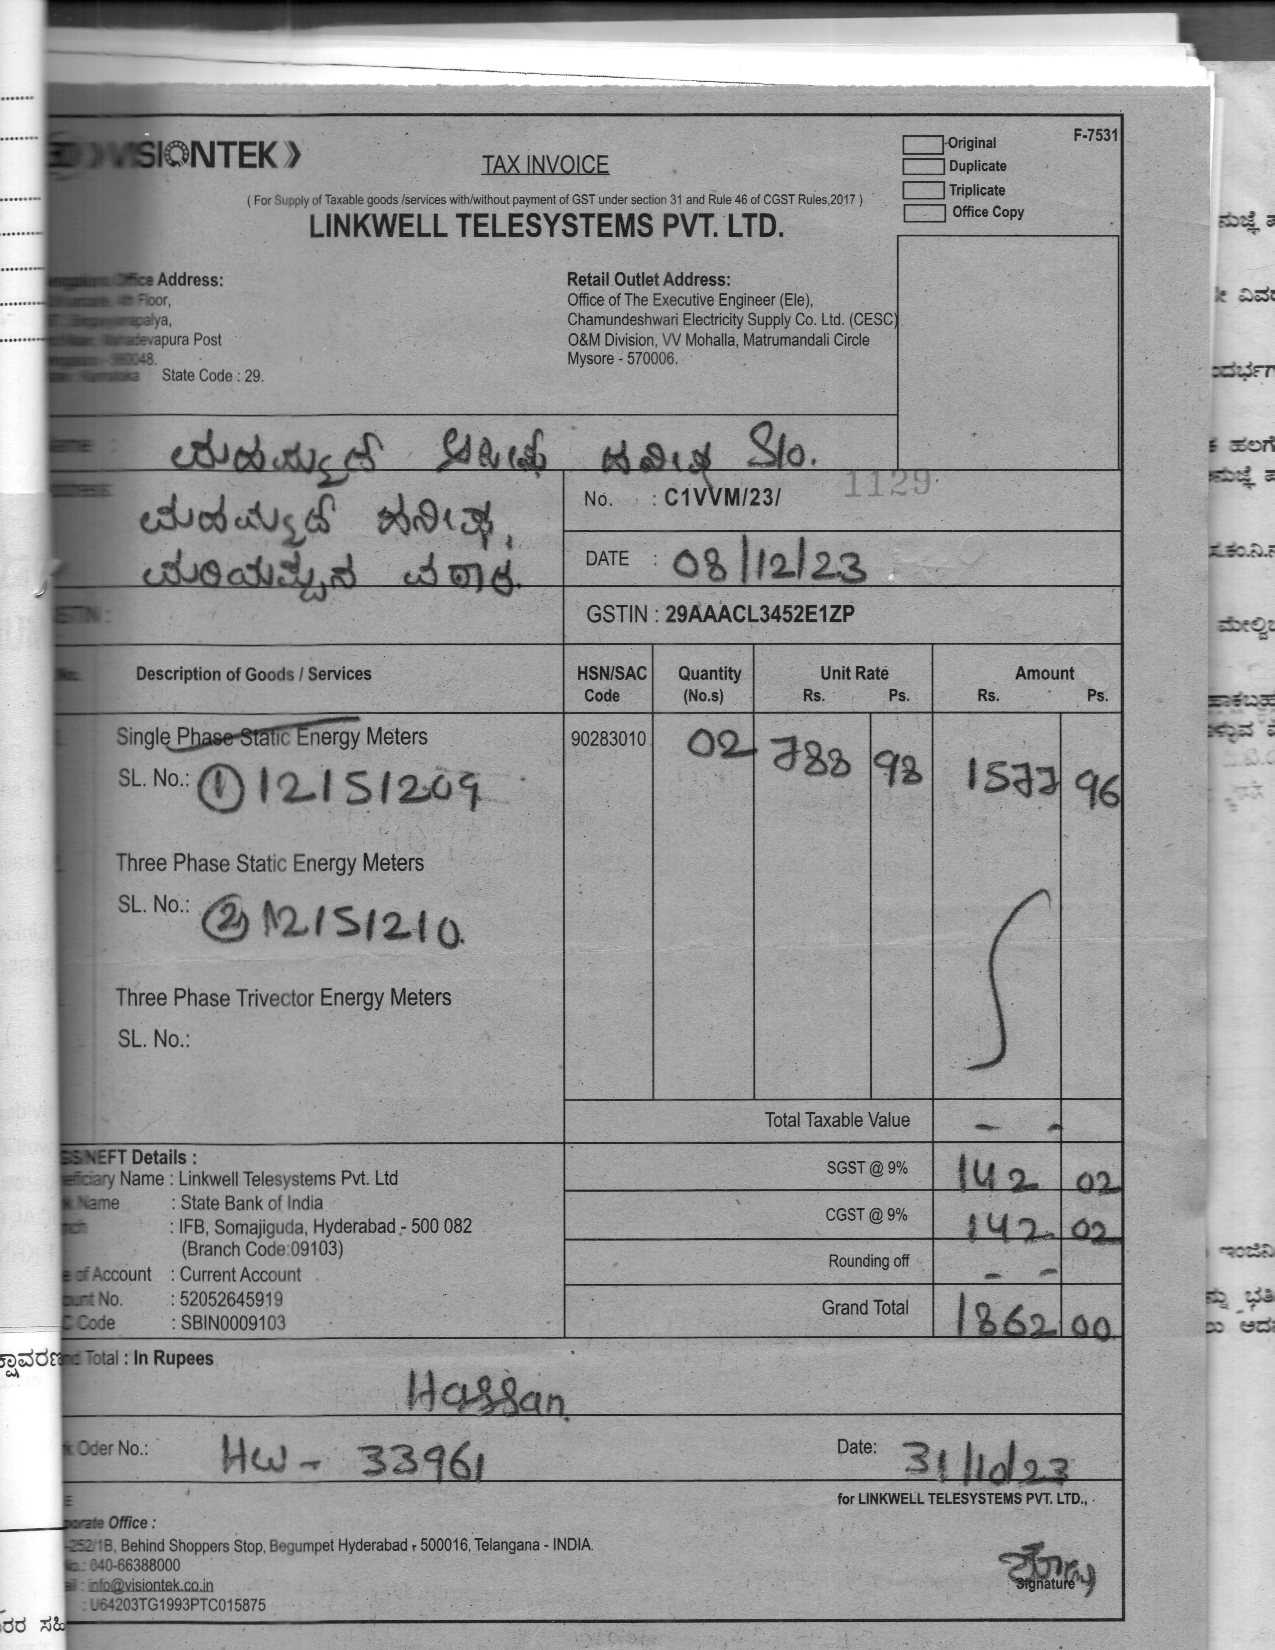 VISIONTEK
TAX INVOICE
Original
F-7531
Duplicate
Triplicate
Office Copy
( For Supply of Taxable goods /services with/without payment of GST under section 31 and Rule 46 of CGST Rules,2017 )
LINKWELL TELESYSTEMS PVT. LTD.
Office Address:
Floor,
Post
State Code : 29.
Retail Outlet Address:
Office of The Executive Engineer (Ele),
Chamundeshwari Electricity Supply Co. Ltd. (CESC)
O&M Division, VV Mohalla, Matrumandali Circle
Mysore - 570006.
ಮಹಮ್ಮದ್ ಹನೀಫ್ S/o.
ಮಹಮ್ಮದ್ ಹನೀಫ್,
No. : C1VVM/23/ 1129
DATE : 08/12/23
GSTIN : 29AAACL3452E1ZP
Description of Goods / Services HSN/SAC Code Quantity (No.s) Unit Rate Rs. Ps. Amount Rs. Ps.
Single Phase Static Energy Meters 90283010 02 788 98 1577 96
SL. No.: ① 12151209
Three Phase Static Energy Meters
SL. No.: ② 12151210.
Three Phase Trivector Energy Meters
SL. No.:
Total Taxable Value - -
NEFT Details :
Name : Linkwell Telesystems Pvt. Ltd
Name : State Bank of India
: IFB, Somajiguda, Hyderabad - 500 082
(Branch Code:09103)
of Account : Current Account
No. : 52052645919
Code : SBIN0009103
SGST @ 9% 142 02
CGST @ 9% 142 02
Rounding off - -
Grand Total 1862 00
Total : In Rupees
Hassan
Oder No.: HW - 33961
Date: 31/10/23
for LINKWELL TELESYSTEMS PVT. LTD.,
Office :
Behind Shoppers Stop, Begumpet Hyderabad - 500016, Telangana - INDIA.
040-66388000
info@visiontek.co.in
: U64203TG1993PTC015875
Signature